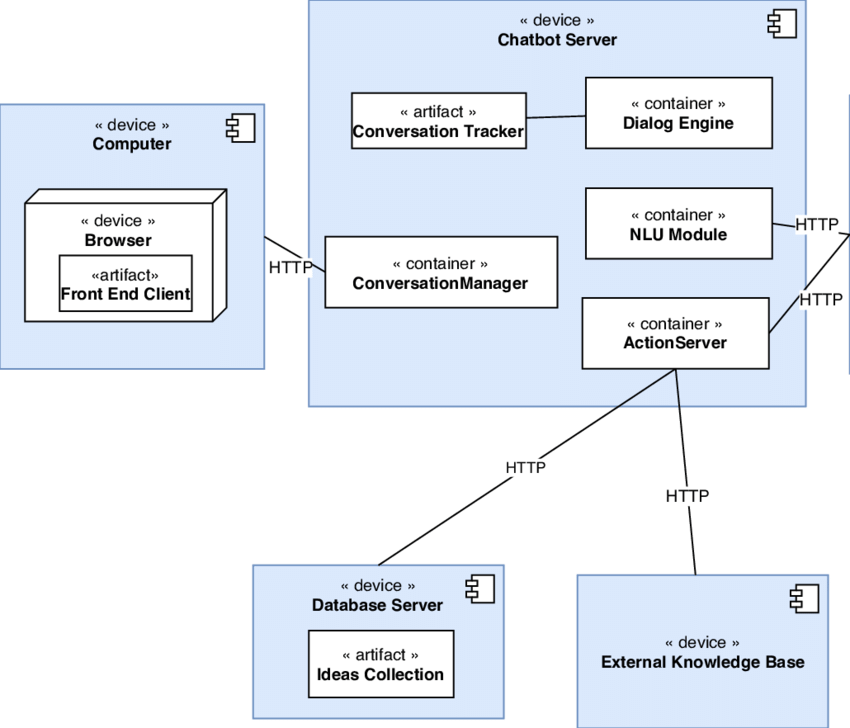 « device »
Chatbot Server
« artifact »
Conversation Tracker
« container »
Dialog Engine
« device »
Computer
« device »
Browser
«artifact»
Front End Client
HTTP
« container »
ConversationManager
« container »
NLU Module
HTTP
« container »
ActionServer
HTTP
HTTP
HTTP
« device »
Database Server
« artifact »
Ideas Collection
« device »
External Knowledge Base